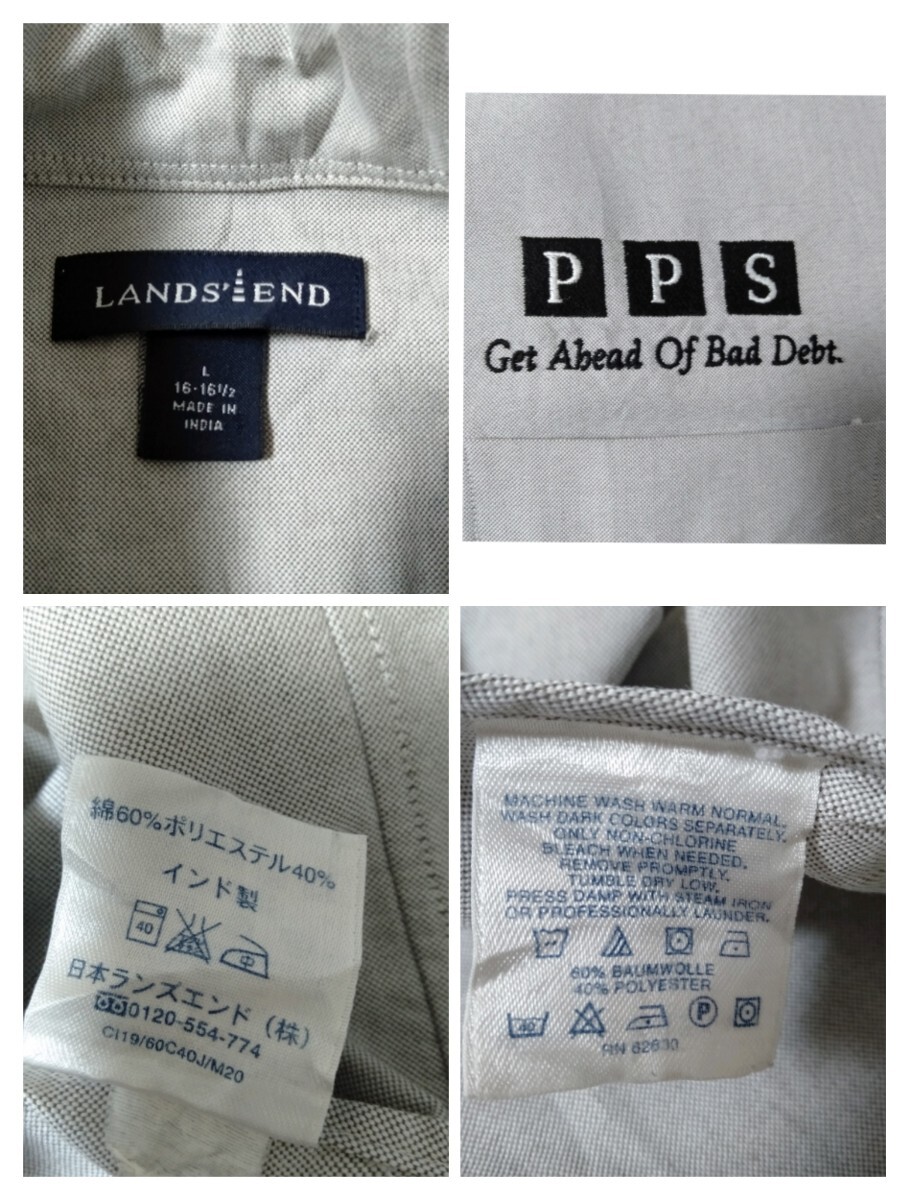 LANDS' END
L
16-16 1/2
MADE IN
INDIA
P P S
Get Ahead Of Bad Debt.
綿60%ポリエステル40%
インド製
40
中
日本ランズエンド(株)
0120-554-774
CI19/60C40J/M20
MACHINE WASH WARM NORMAL.
WASH DARK COLORS SEPARATELY.
ONLY NON-CHLORINE
BLEACH WHEN NEEDED.
REMOVE PROMPTLY.
TUMBLE DRY LOW.
PRESS DAMP WITH STEAM IRON
OR PROFESSIONALLY LAUNDER.
60% BAUMWOLLE
40% POLYESTER
40 P
RN